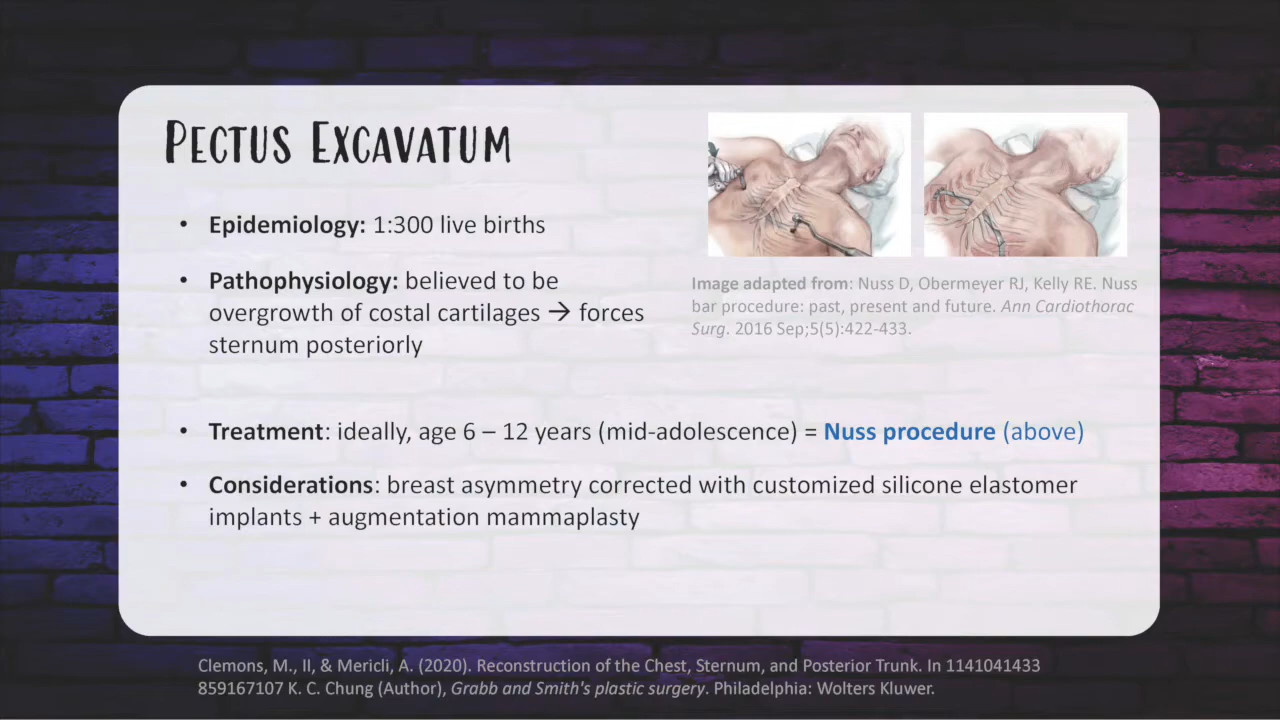 PECTUS EXCAVATUM
• Epidemiology: 1:300 live births
• Pathophysiology: believed to be
overgrowth of costal cartilages → forces
sternum posteriorly
Image adapted from: Nuss D, Obermeyer RJ, Kelly RE. Nuss
bar procedure: past, present and future. Ann Cardiothorac
Surg. 2016 Sep;5(5):422-433.
• Treatment: ideally, age 6 – 12 years (mid-adolescence) = Nuss procedure (above)
• Considerations: breast asymmetry corrected with customized silicone elastomer
implants + augmentation mammaplasty
Clemons, M., II, & Mericli, A. (2020). Reconstruction of the Chest, Sternum, and Posterior Trunk. In 1141041433
859167107 K. C. Chung (Author), Grabb and Smith's plastic surgery. Philadelphia: Wolters Kluwer.